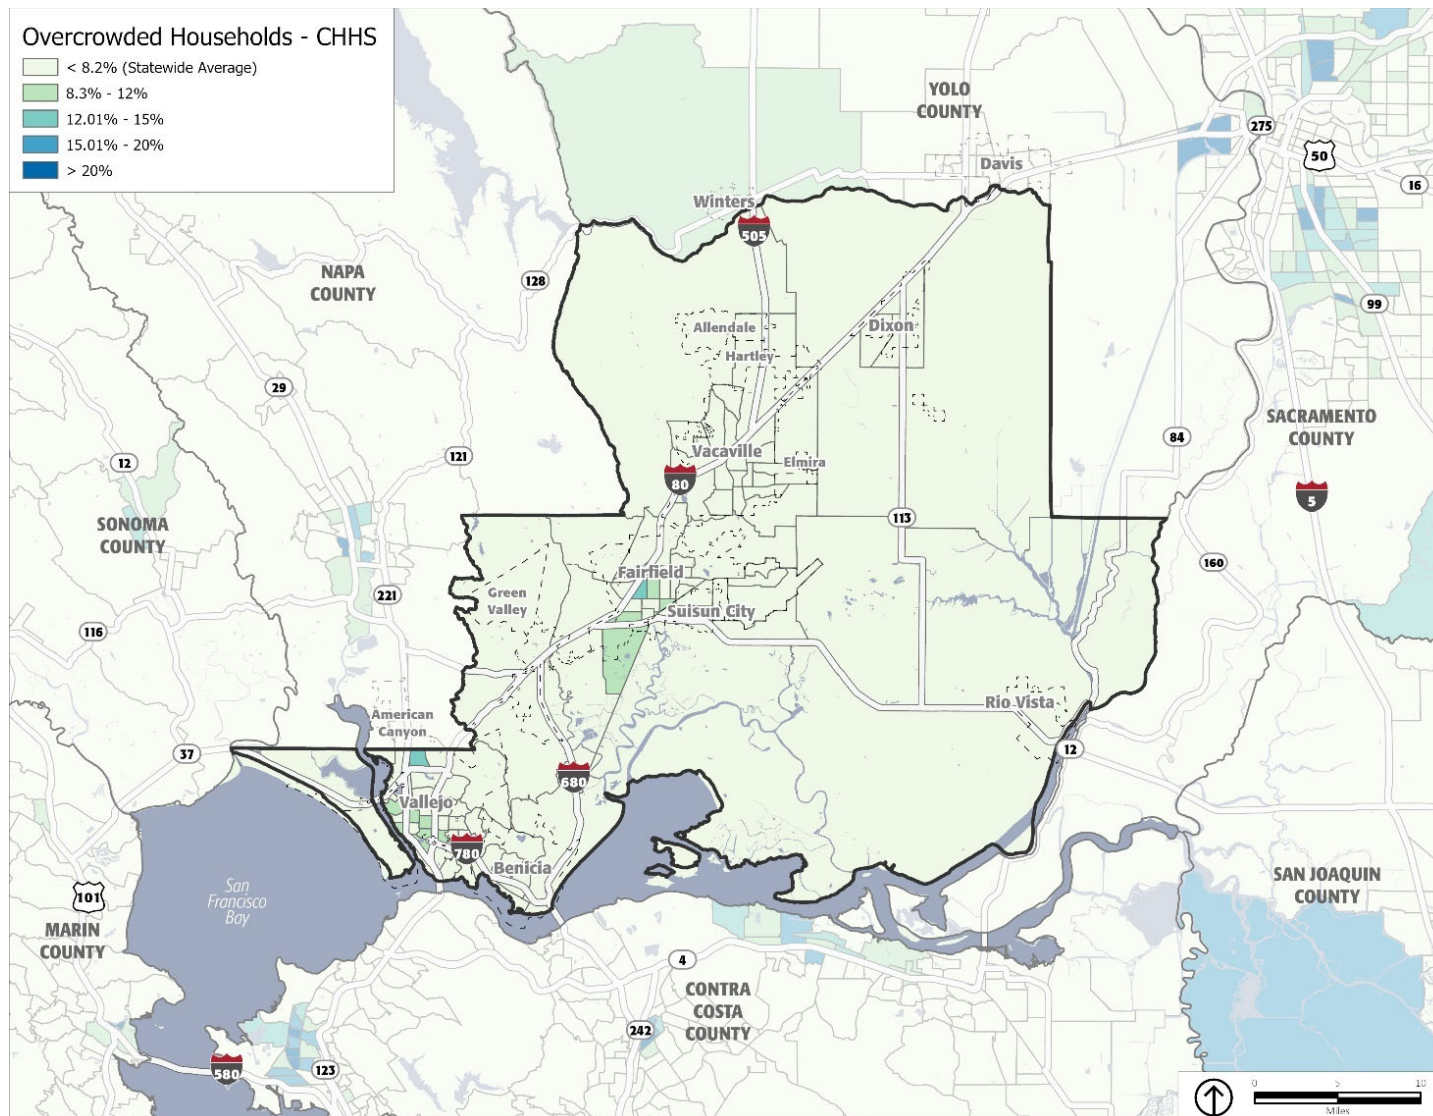 Overcrowded Households - CHHS
< 8.2% (Statewide Average)
8.3% - 12%
12.01% - 15%
15.01% - 20%
> 20%
YOLO
COUNTY
275
50
Davis
16
Winters
505
NAPA
COUNTY
128
99
Allendale
Dixon
Hartley
29
SACRAMENTO
COUNTY
84
12
121
Vacaville
Elmira
80
5
SONOMA
COUNTY
113
160
Fairfield
Green
Valley
221
Suisun City
116
Rio Vista
American
Canyon
37
12
680
Vallejo
780
Benicia
San
Francisco
Bay
101
MARIN
COUNTY
SAN JOAQUIN
COUNTY
4
CONTRA
COSTA
COUNTY
242
580
123
0
5
10
Miles